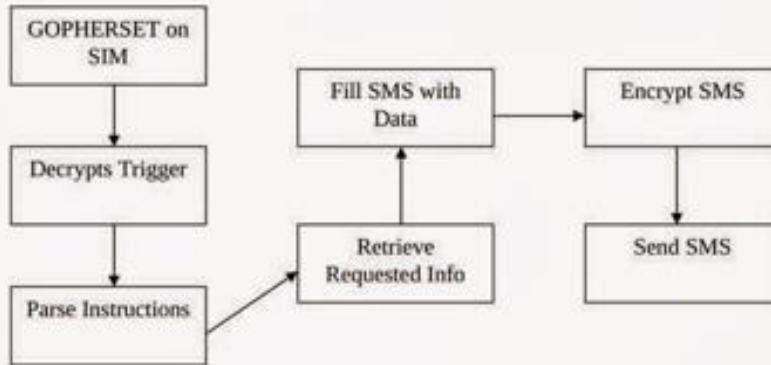 GOPHERSET on
SIM
Decrypts Trigger
Parse Instructions
Retrieve
Requested Info
Fill SMS with
Data
Encrypt SMS
Send SMS